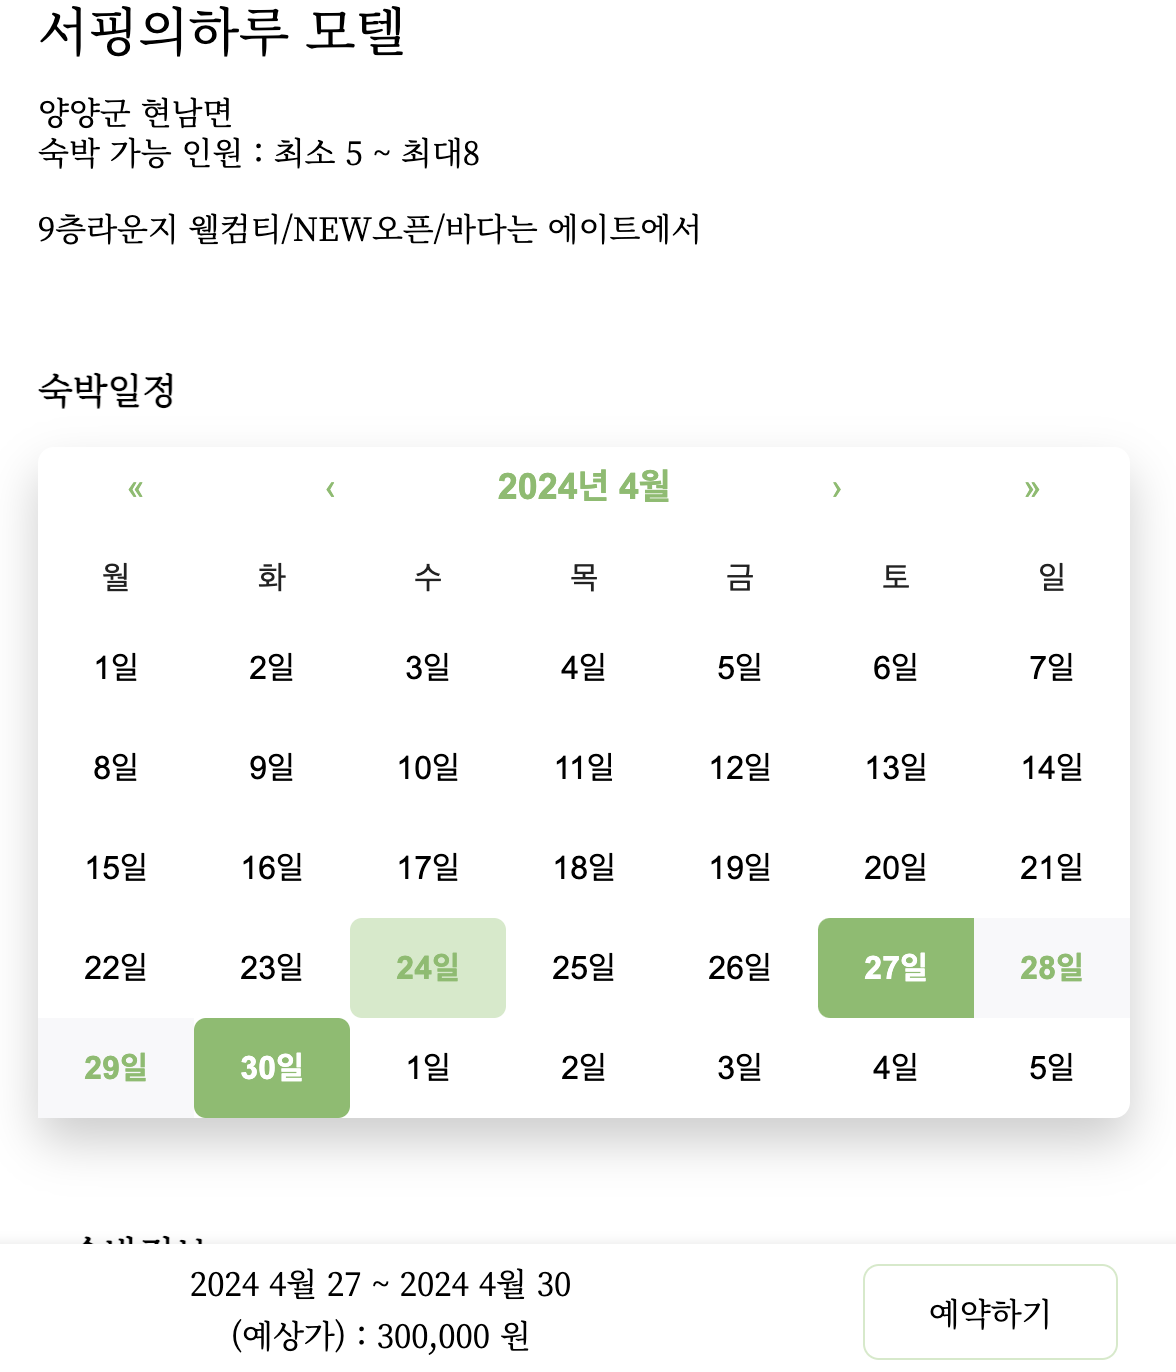 서핑의하루 모텔
양양군 현남면
숙박 가능 인원 : 최소 5 ~ 최대8
9층라운지 웰컴티/NEW오픈/바다는 에이트에서
숙박일정
« ‹ 2024년 4월 › »
월 화 수 목 금 토 일
1일 2일 3일 4일 5일 6일 7일
8일 9일 10일 11일 12일 13일 14일
15일 16일 17일 18일 19일 20일 21일
22일 23일 24일 25일 26일 27일 28일
29일 30일 1일 2일 3일 4일 5일
2024 4월 27 ~ 2024 4월 30
(예상가) : 300,000 원
예약하기